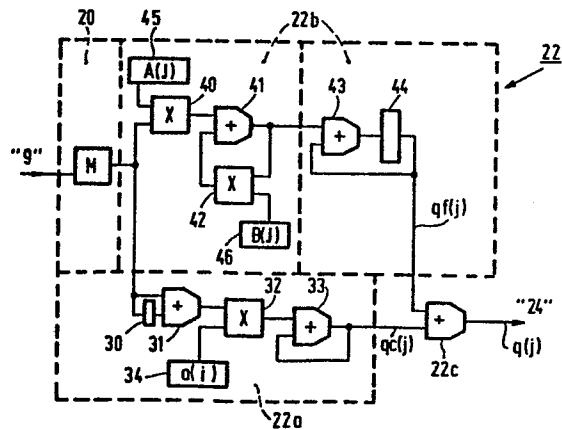 45
20
22b
22
A(J)
40
41
43
44
X
+
+
"9"
M
X
42
B(J)
46
qf(j)
32
33
"24"
+
X
+
+
30
31
qc(j)
q(j)
34
a(i)
22c
22a